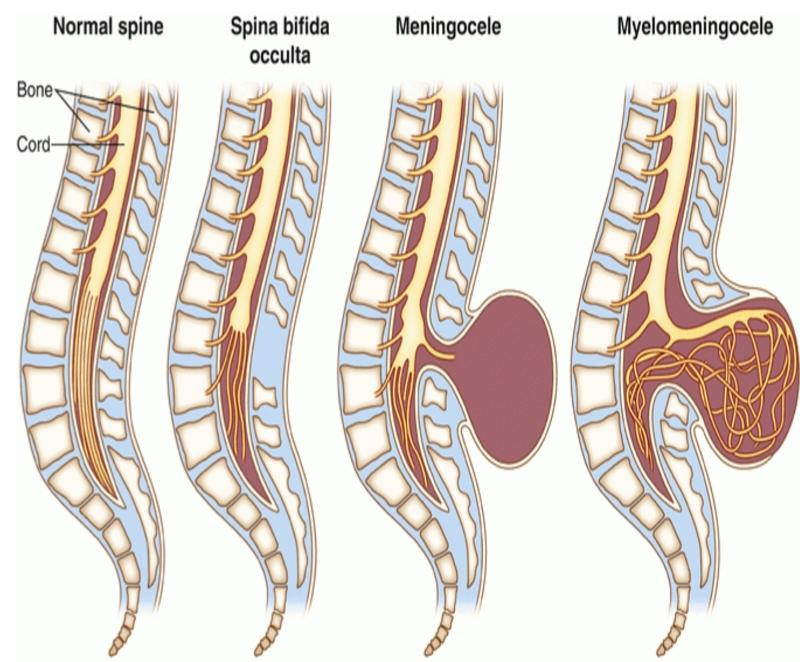 Normal spine
Spina bifida
occulta
Meningocele
Myelomeningocele
Bone
Cord